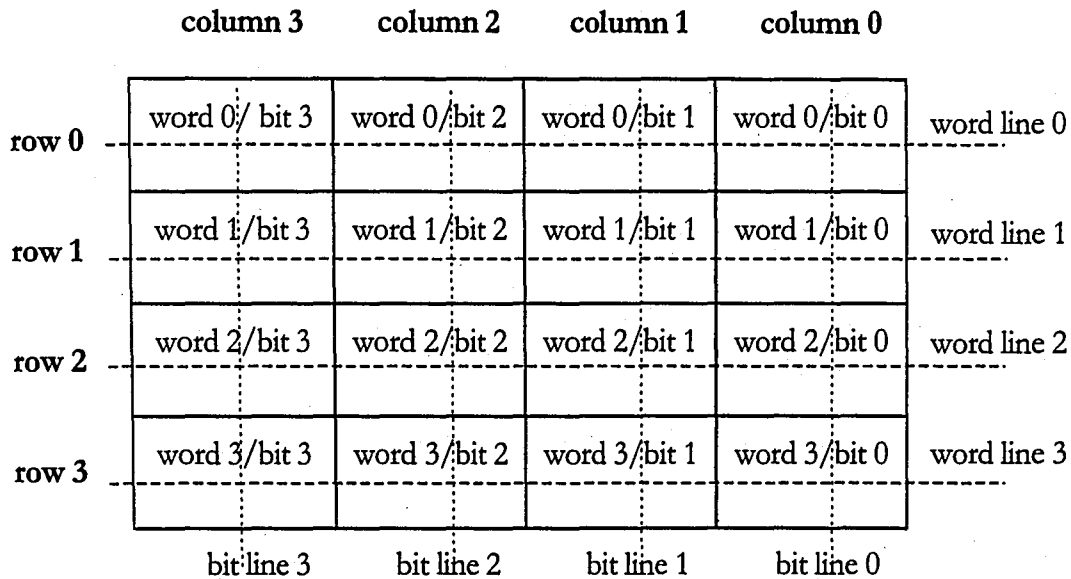 column 3 column 2 column 1 column 0
word 0/ bit 3 word 0/bit 2 word 0/bit 1 word 0/bit 0 word line 0
row 0
word 1/bit 3 word 1/bit 2 word 1/bit 1 word 1/bit 0 word line 1
row 1
word 2/bit 3 word 2/bit 2 word 2/bit 1 word 2/bit 0 word line 2
row 2
word 3/bit 3 word 3/bit 2 word 3/bit 1 word 3/bit 0 word line 3
row 3
bit line 3 bit line 2 bit line 1 bit line 0